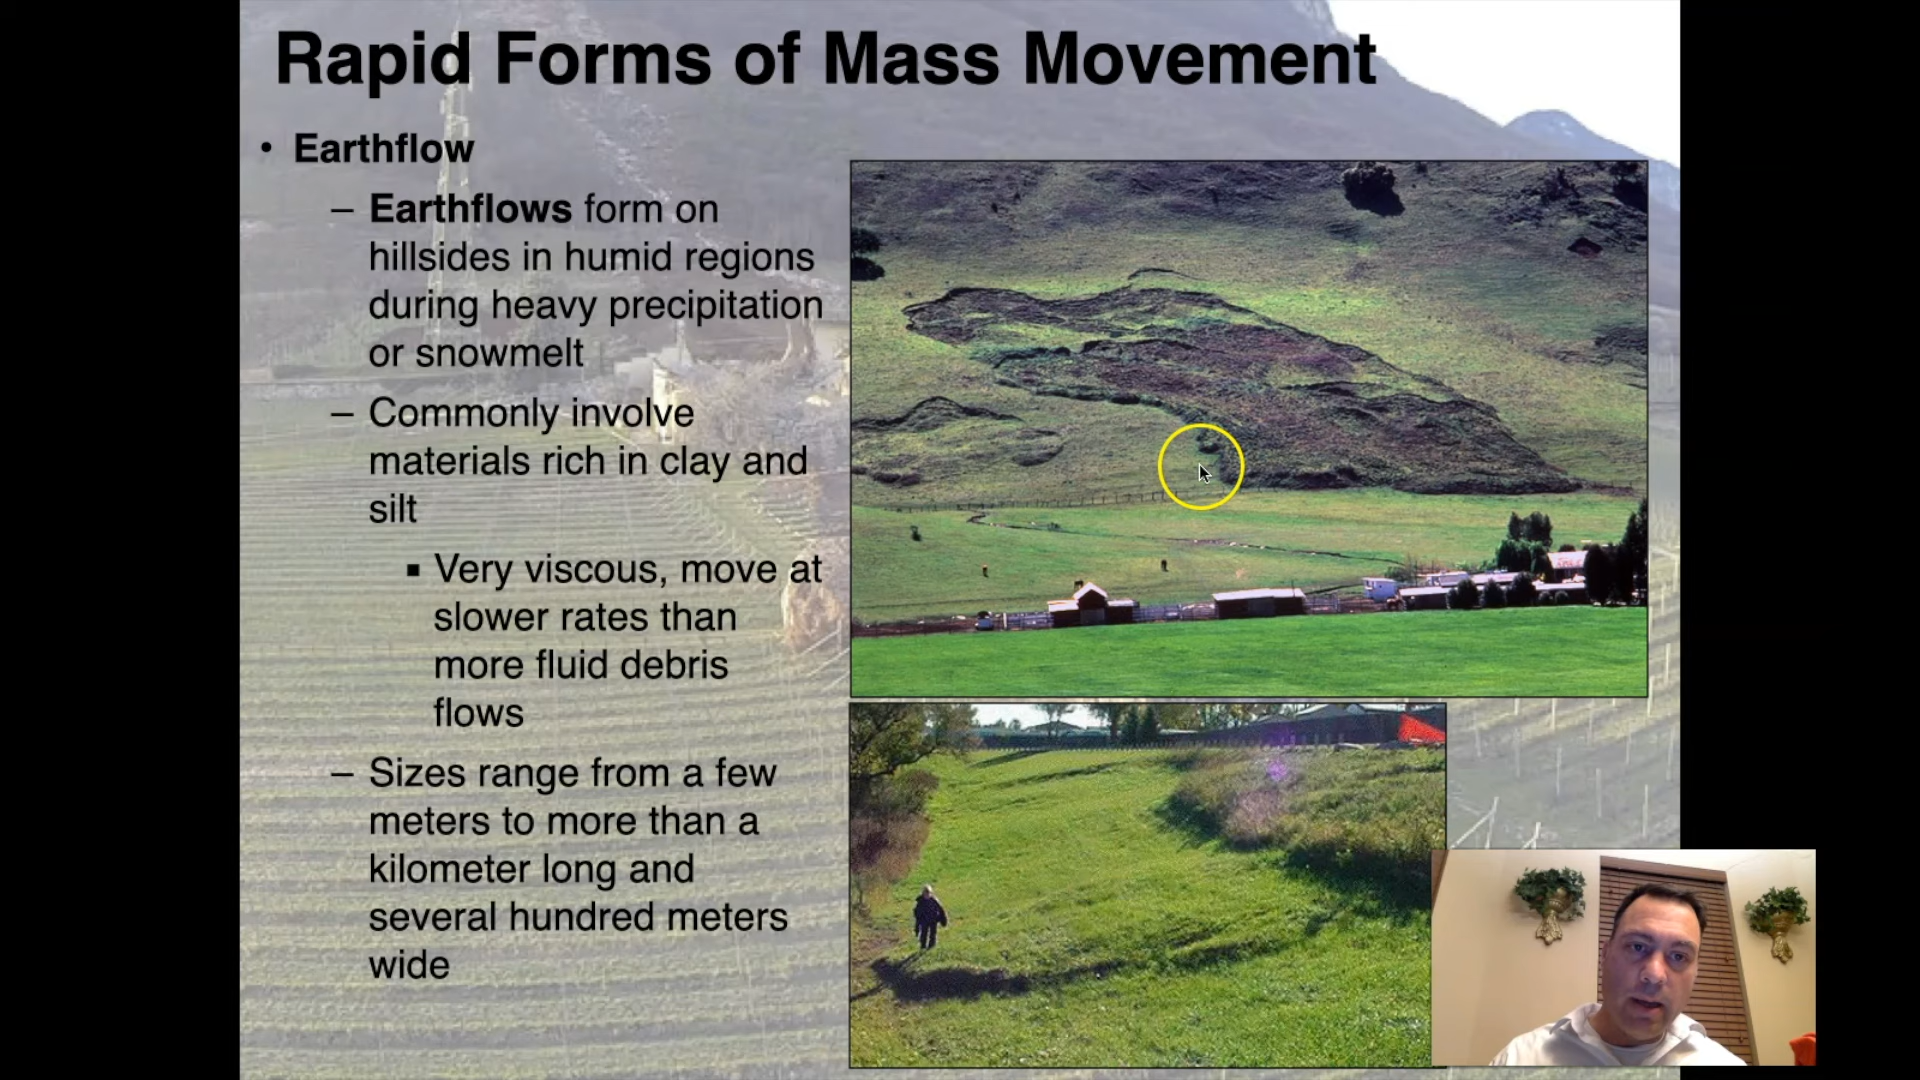 Rapid Forms of Mass Movement
• Earthflow
– Earthflows form on
hillsides in humid regions
during heavy precipitation
or snowmelt
– Commonly involve
materials rich in clay and
silt
▪ Very viscous, move at
slower rates than
more fluid debris
flows
– Sizes range from a few
meters to more than a
kilometer long and
several hundred meters
wide